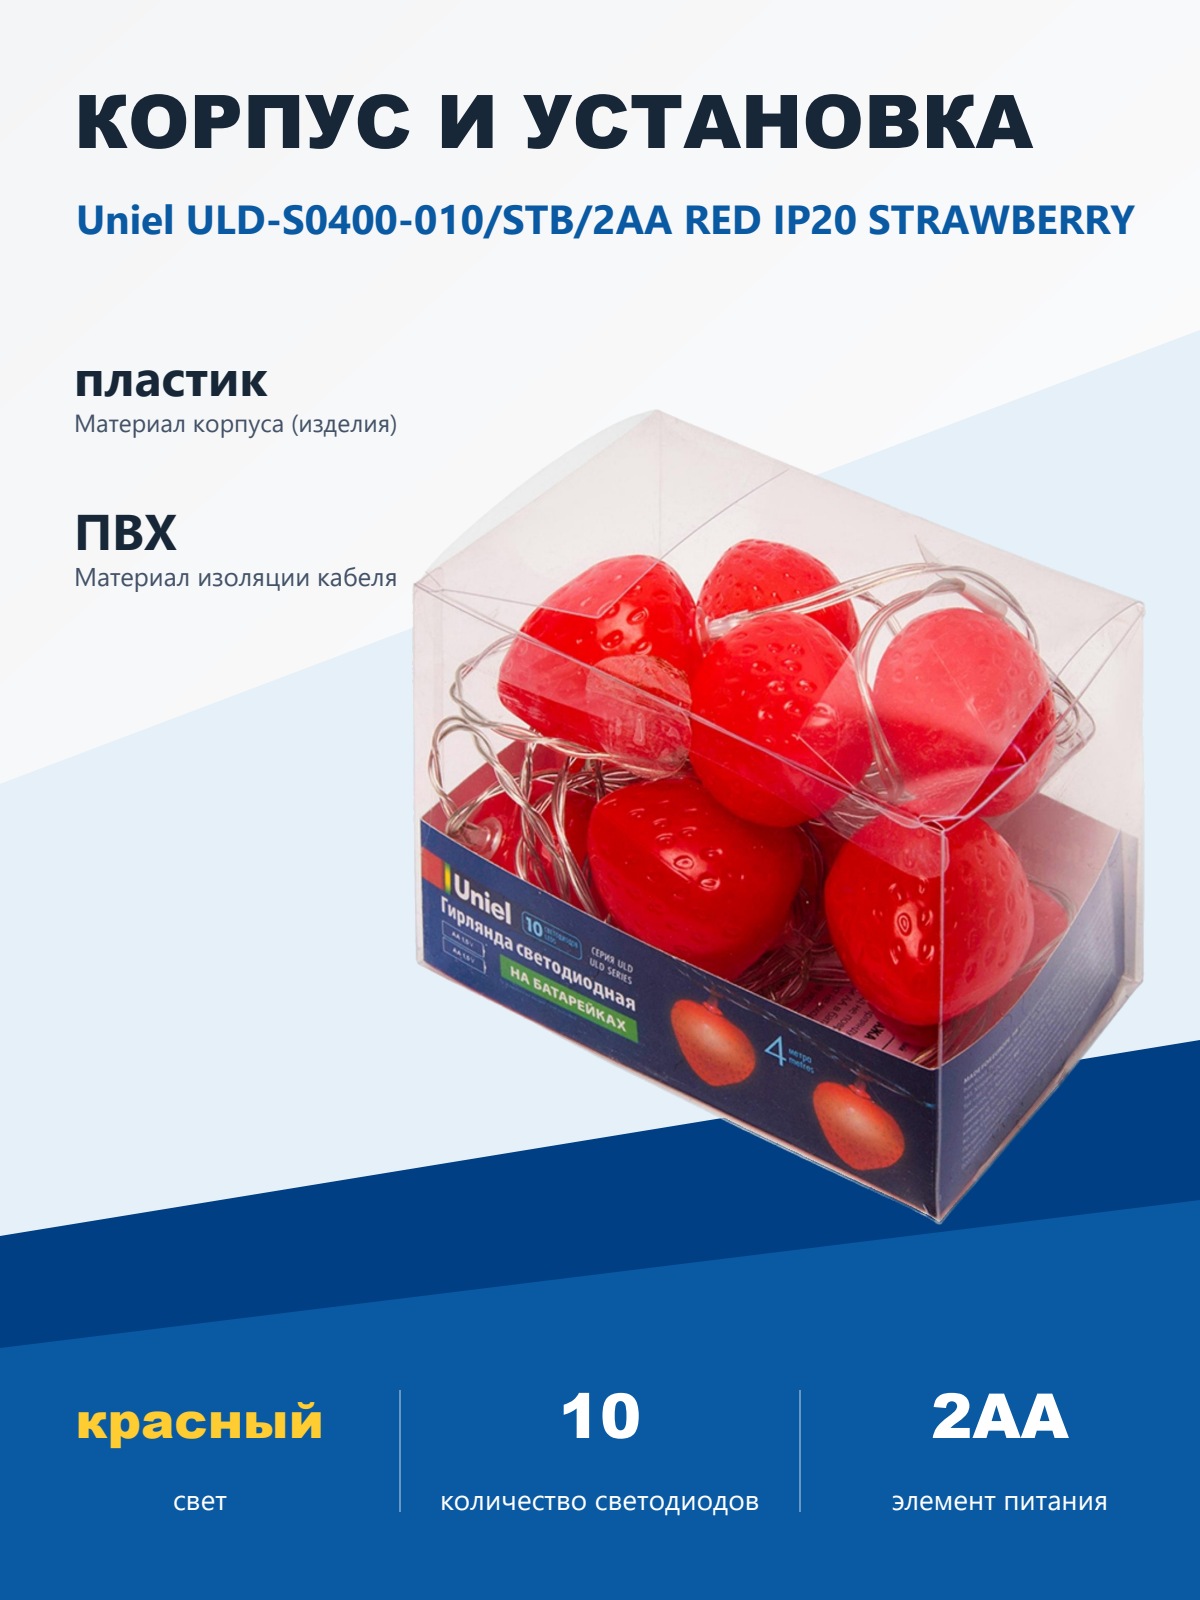 КОРПУС И УСТАНОВКА
Uniel ULD-S0400-010/STB/2AA RED IP20 STRAWBERRY
пластик
Материал корпуса (изделия)
ПВХ
Материал изоляции кабеля
Uniel
10
Гирлянда светодиодная
СЕРИЯ ULD
ULD SERIES
НА БАТАРЕЙКАХ
4 метра
metres
красный
свет
10
количество светодиодов
2AA
элемент питания